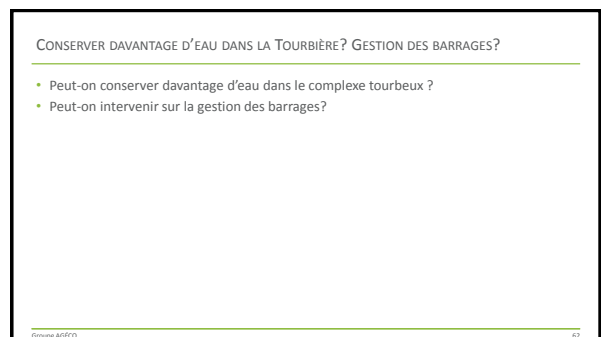 CONSERVER DAVANTAGE D'EAU DANS LA TOURBIÈRE? GESTION DES BARRAGES?
• Peut-on conserver davantage d'eau dans le complexe tourbeux ?
• Peut-on intervenir sur la gestion des barrages?
Groupe AGÉCO 62